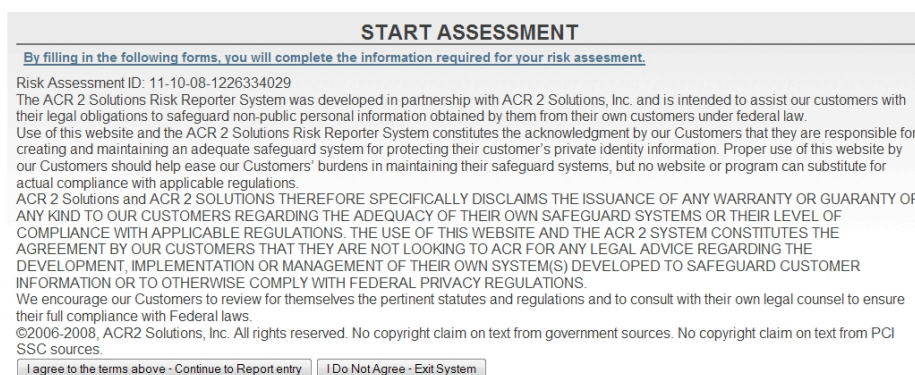 START ASSESSMENT
By filling in the following forms, you will complete the information required for your risk assesment.
Risk Assessment ID: 11-10-08-1226334029
The ACR 2 Solutions Risk Reporter System was developed in partnership with ACR 2 Solutions, Inc. and is intended to assist our customers with
their legal obligations to safeguard non-public personal information obtained by them from their own customers under federal law.
Use of this website and the ACR 2 Solutions Risk Reporter System constitutes the acknowledgment by our Customers that they are responsible for
creating and maintaining an adequate safeguard system for protecting their customer's private identity information. Proper use of this website by
our Customers should help ease our Customers' burdens in maintaining their safeguard systems, but no website or program can substitute for
actual compliance with applicable regulations.
ACR 2 Solutions and ACR 2 SOLUTIONS THEREFORE SPECIFICALLY DISCLAIMS THE ISSUANCE OF ANY WARRANTY OR GUARANTY OF
ANY KIND TO OUR CUSTOMERS REGARDING THE ADEQUACY OF THEIR OWN SAFEGUARD SYSTEMS OR THEIR LEVEL OF
COMPLIANCE WITH APPLICABLE REGULATIONS. THE USE OF THIS WEBSITE AND THE ACR 2 SYSTEM CONSTITUTES THE
AGREEMENT BY OUR CUSTOMERS THAT THEY ARE NOT LOOKING TO ACR FOR ANY LEGAL ADVICE REGARDING THE
DEVELOPMENT, IMPLEMENTATION OR MANAGEMENT OF THEIR OWN SYSTEM(S) DEVELOPED TO SAFEGUARD CUSTOMER
INFORMATION OR TO OTHERWISE COMPLY WITH FEDERAL PRIVACY REGULATIONS.
We encourage our Customers to review for themselves the pertinent statutes and regulations and to consult with their own legal counsel to ensure
their full compliance with Federal laws.
©2006-2008, ACR2 Solutions, Inc. All rights reserved. No copyright claim on text from government sources. No copyright claim on text from PCI
SSC sources.
I agree to the terms above - Continue to Report entry I Do Not Agree - Exit System